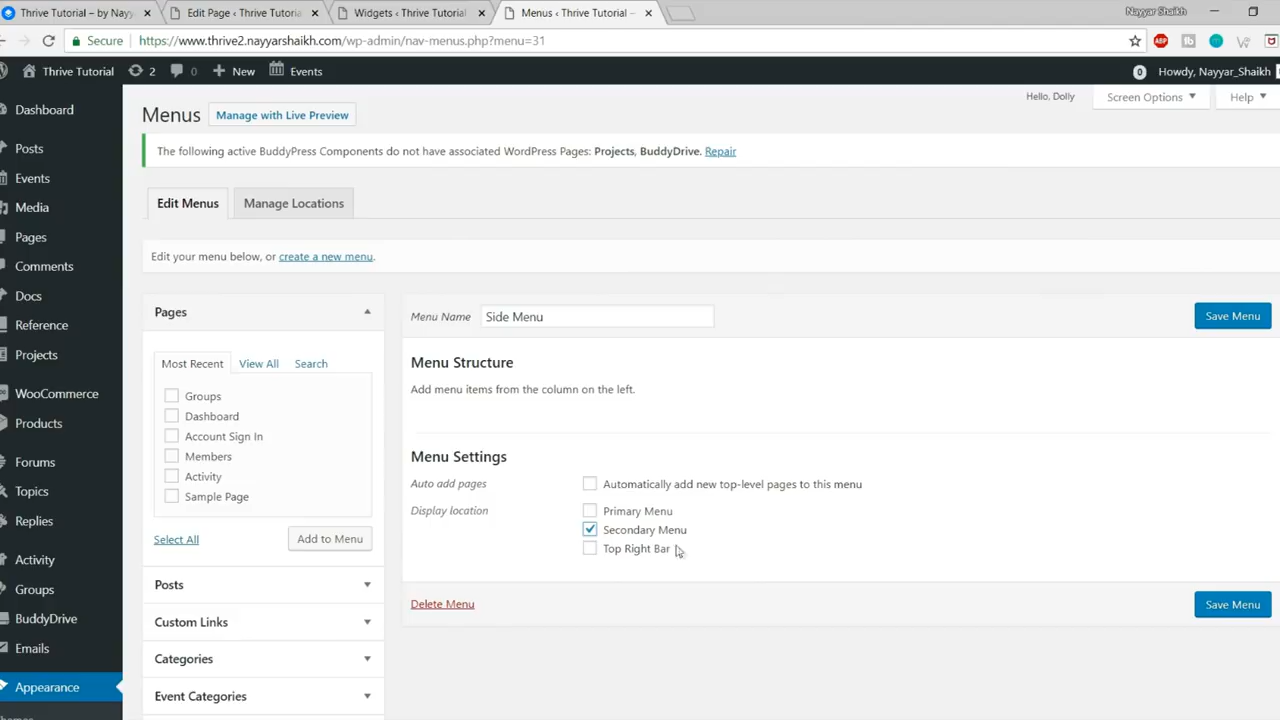 Thrive Tutorial – by Nayy
Edit Page ‹ Thrive Tutorial
Widgets ‹ Thrive Tutorial
Menus ‹ Thrive Tutorial –
Nayyar Shaikh
Secure
https://www.thrive2.nayyarshaikh.com/wp-admin/nav-menus.php?menu=31
ABP
Thrive Tutorial
2
0
New
Events
0
Howdy, Nayyar_Shaikh
Hello, Dolly
Screen Options
Help
Dashboard
Posts
Events
Media
Pages
Comments
Docs
Reference
Projects
WooCommerce
Products
Forums
Topics
Replies
Activity
Groups
BuddyDrive
Emails
Appearance
Menus
Manage with Live Preview
The following active BuddyPress Components do not have associated WordPress Pages: Projects, BuddyDrive. Repair
Edit Menus
Manage Locations
Edit your menu below, or create a new menu.
Pages
Most Recent
View All
Search
Groups
Dashboard
Account Sign In
Members
Activity
Sample Page
Select All
Add to Menu
Posts
Custom Links
Categories
Event Categories
Menu Name
Side Menu
Save Menu
Menu Structure
Add menu items from the column on the left.
Menu Settings
Auto add pages
Automatically add new top-level pages to this menu
Display location
Primary Menu
Secondary Menu
Top Right Bar
Delete Menu
Save Menu